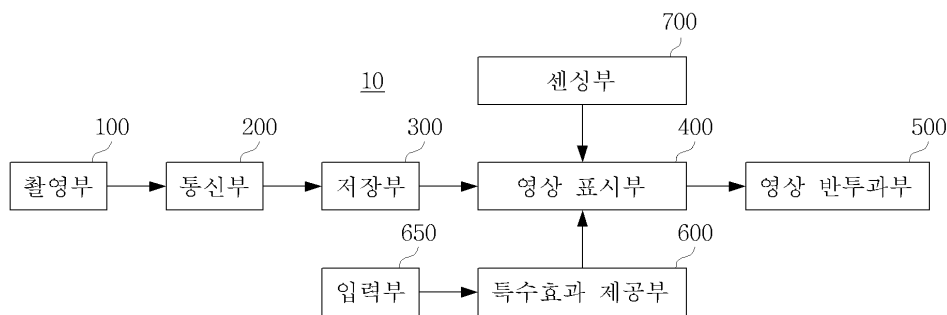 700
센싱부
10
100
200
300
400
500
촬영부
통신부
저장부
영상 표시부
영상 반투과부
650
600
입력부
특수효과 제공부